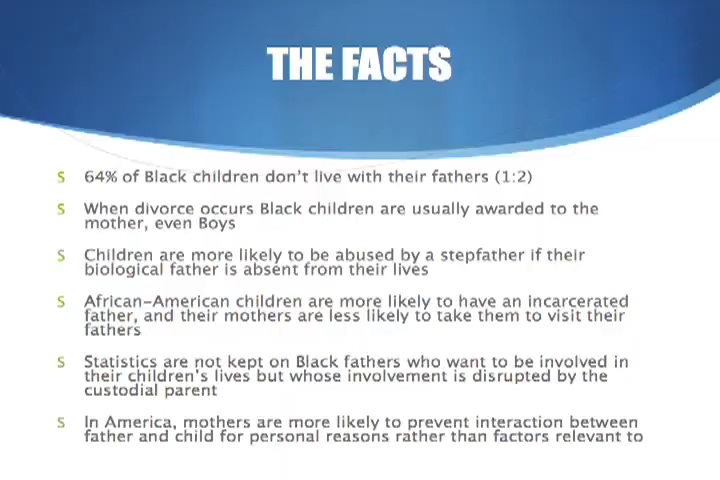 THE FACTS
S 64% of Black children don't live with their fathers (1:2)
S When divorce occurs Black children are usually awarded to the
mother, even Boys
S Children are more likely to be abused by a stepfather if their
biological father is absent from their lives
S African-American children are more likely to have an incarcerated
father, and their mothers are less likely to take them to visit their
fathers
S Statistics are not kept on Black fathers who want to be involved in
their children's lives but whose involvement is disrupted by the
custodial parent
S In America, mothers are more likely to prevent interaction between
father and child for personal reasons rather than factors relevant to